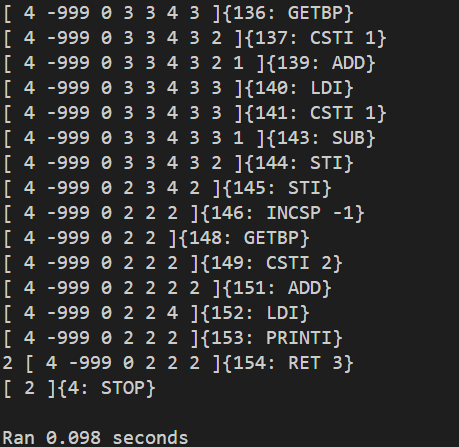 [ 4 -999 0 3 3 4 3 ]{136: GETBP}
[ 4 -999 0 3 3 4 3 2 ]{137: CSTI 1}
[ 4 -999 0 3 3 4 3 2 1 ]{139: ADD}
[ 4 -999 0 3 3 4 3 3 ]{140: LDI}
[ 4 -999 0 3 3 4 3 3 ]{141: CSTI 1}
[ 4 -999 0 3 3 4 3 3 1 ]{143: SUB}
[ 4 -999 0 3 3 4 3 2 ]{144: STI}
[ 4 -999 0 2 3 4 2 ]{145: STI}
[ 4 -999 0 2 2 2 ]{146: INCSP -1}
[ 4 -999 0 2 2 ]{148: GETBP}
[ 4 -999 0 2 2 2 ]{149: CSTI 2}
[ 4 -999 0 2 2 2 2 ]{151: ADD}
[ 4 -999 0 2 2 4 ]{152: LDI}
[ 4 -999 0 2 2 2 ]{153: PRINTI}
2 [ 4 -999 0 2 2 2 ]{154: RET 3}
[ 2 ]{4: STOP}
Ran 0.098 seconds